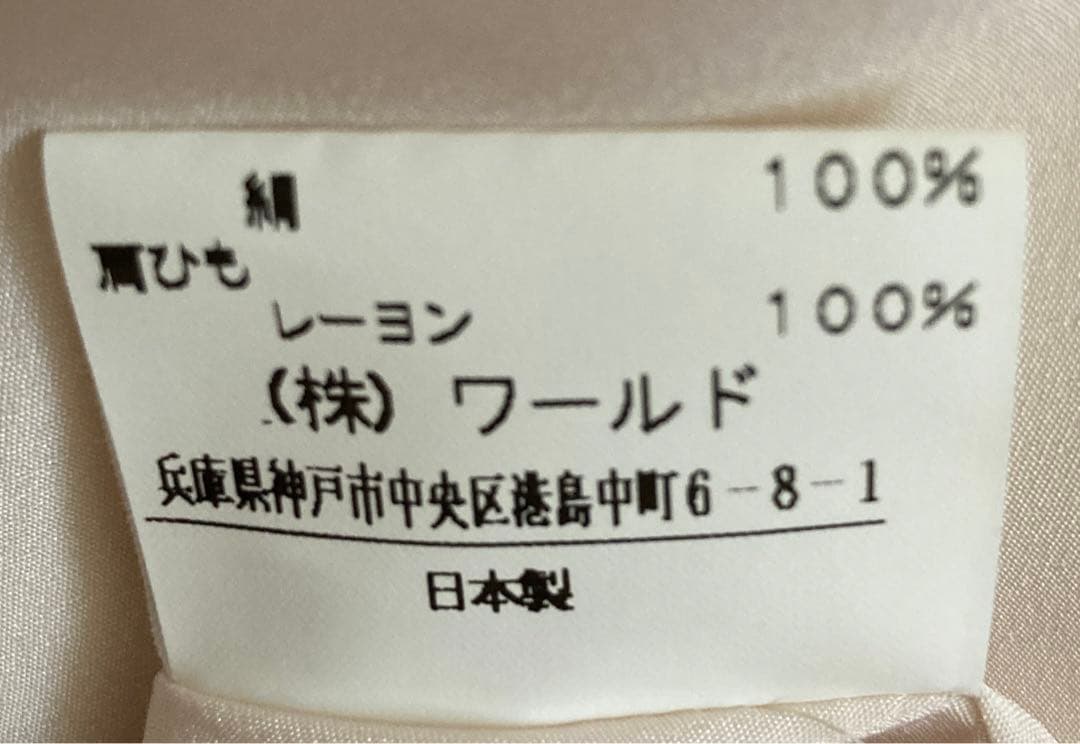 絹 100%
肩ひも
レーヨン 100%
(株) ワールド
兵庫県神戸市中央区港島中町6-8-1
日本製